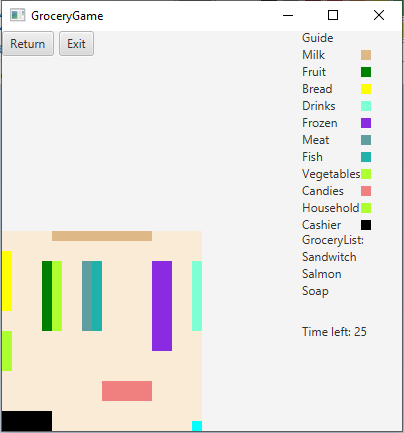 GroceryGame
Return Exit
Guide
Milk
Fruit
Bread
Drinks
Frozen
Meat
Fish
Vegetables
Candies
Household
Cashier
GroceryList:
Sandwitch
Salmon
Soap
Time left: 25